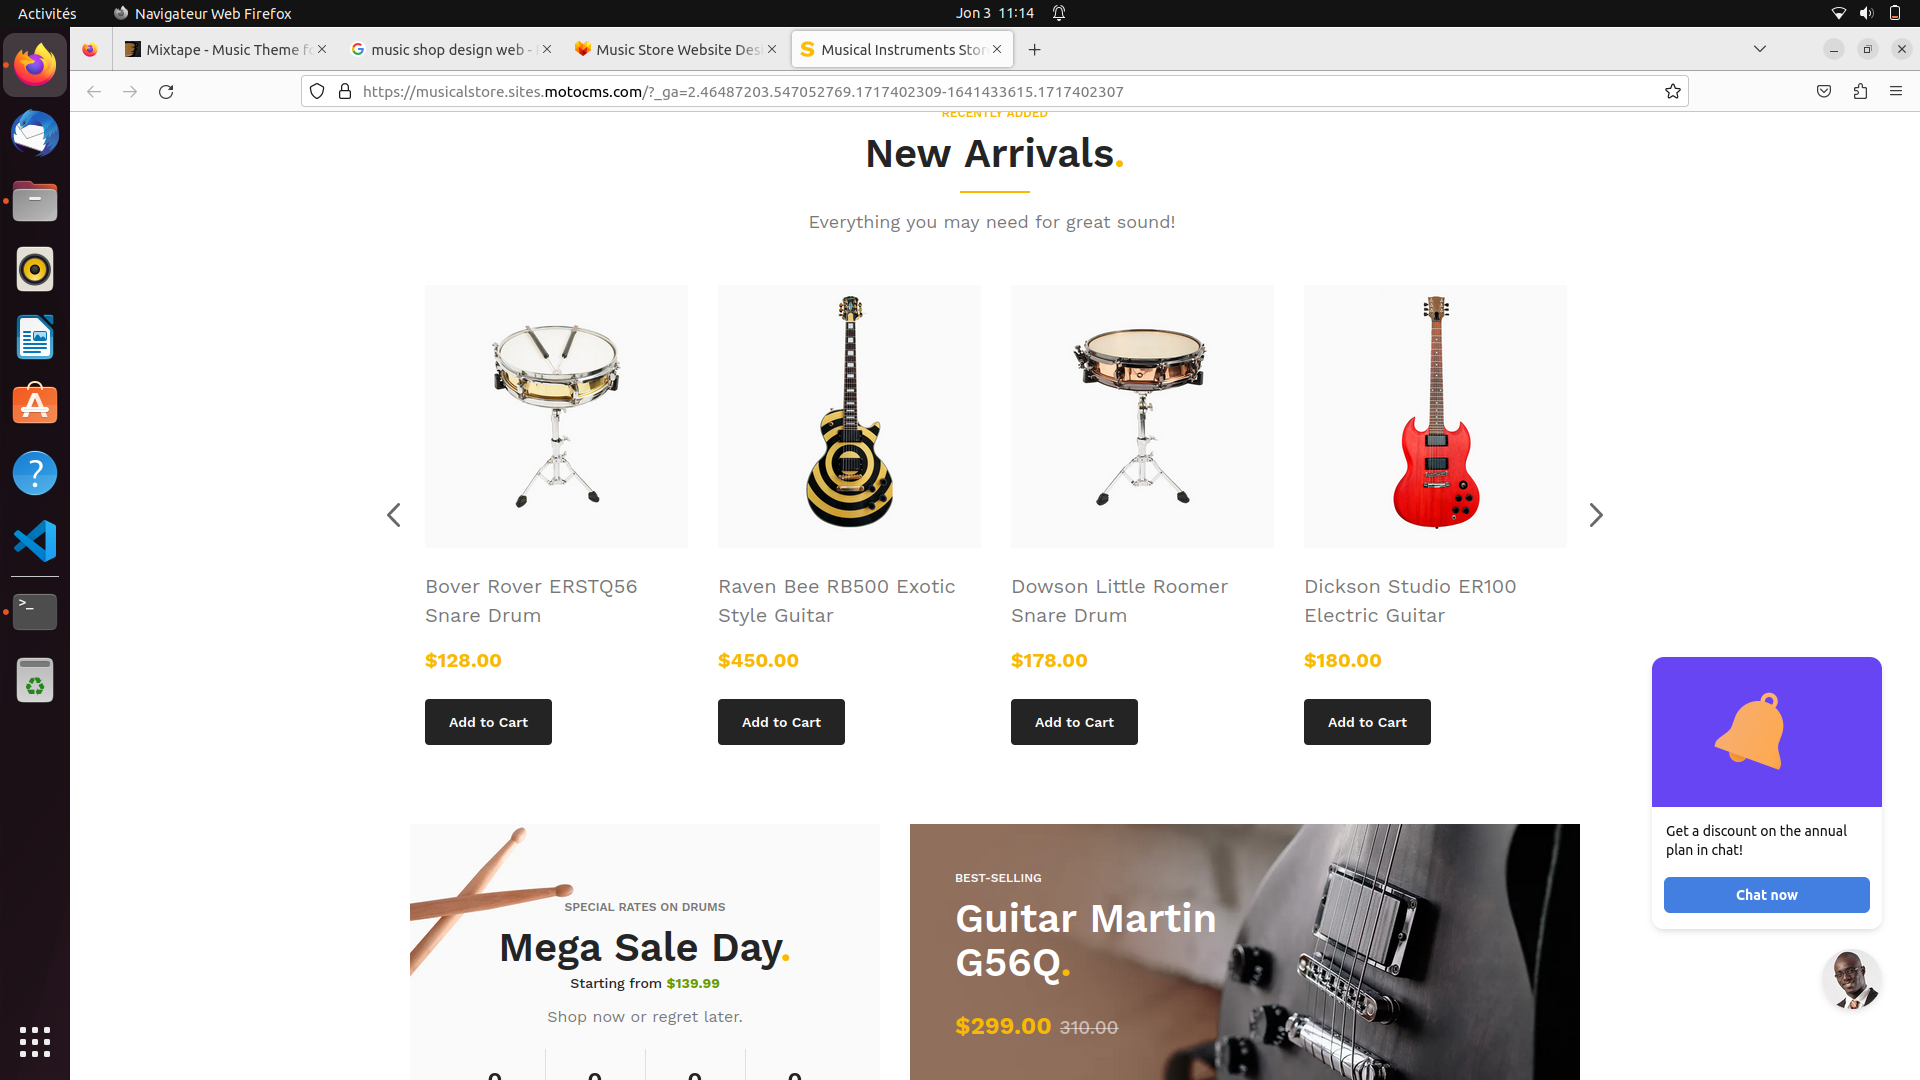 Activités
Navigateur Web Firefox
Jon 3 11:14
Mixtape - Music Theme fo
music shop design web -
Music Store Website Des
Musical Instruments Stor
https://musicalstore.sites.motocms.com/?_ga=2.46487203.547052769.1717402309-1641433615.1717402307
RECENTLY ADDED
New Arrivals.
Everything you may need for great sound!
Bover Rover ERSTQ56
Snare Drum
$128.00
Add to Cart
Raven Bee RB500 Exotic
Style Guitar
$450.00
Add to Cart
Dowson Little Roomer
Snare Drum
$178.00
Add to Cart
Dickson Studio ER100
Electric Guitar
$180.00
Add to Cart
SPECIAL RATES ON DRUMS
Mega Sale Day.
Starting from $139.99
Shop now or regret later.
0 0 0 0
BEST-SELLING
Guitar Martin
G56Q.
$299.00 310.00
Get a discount on the annual
plan in chat!
Chat now